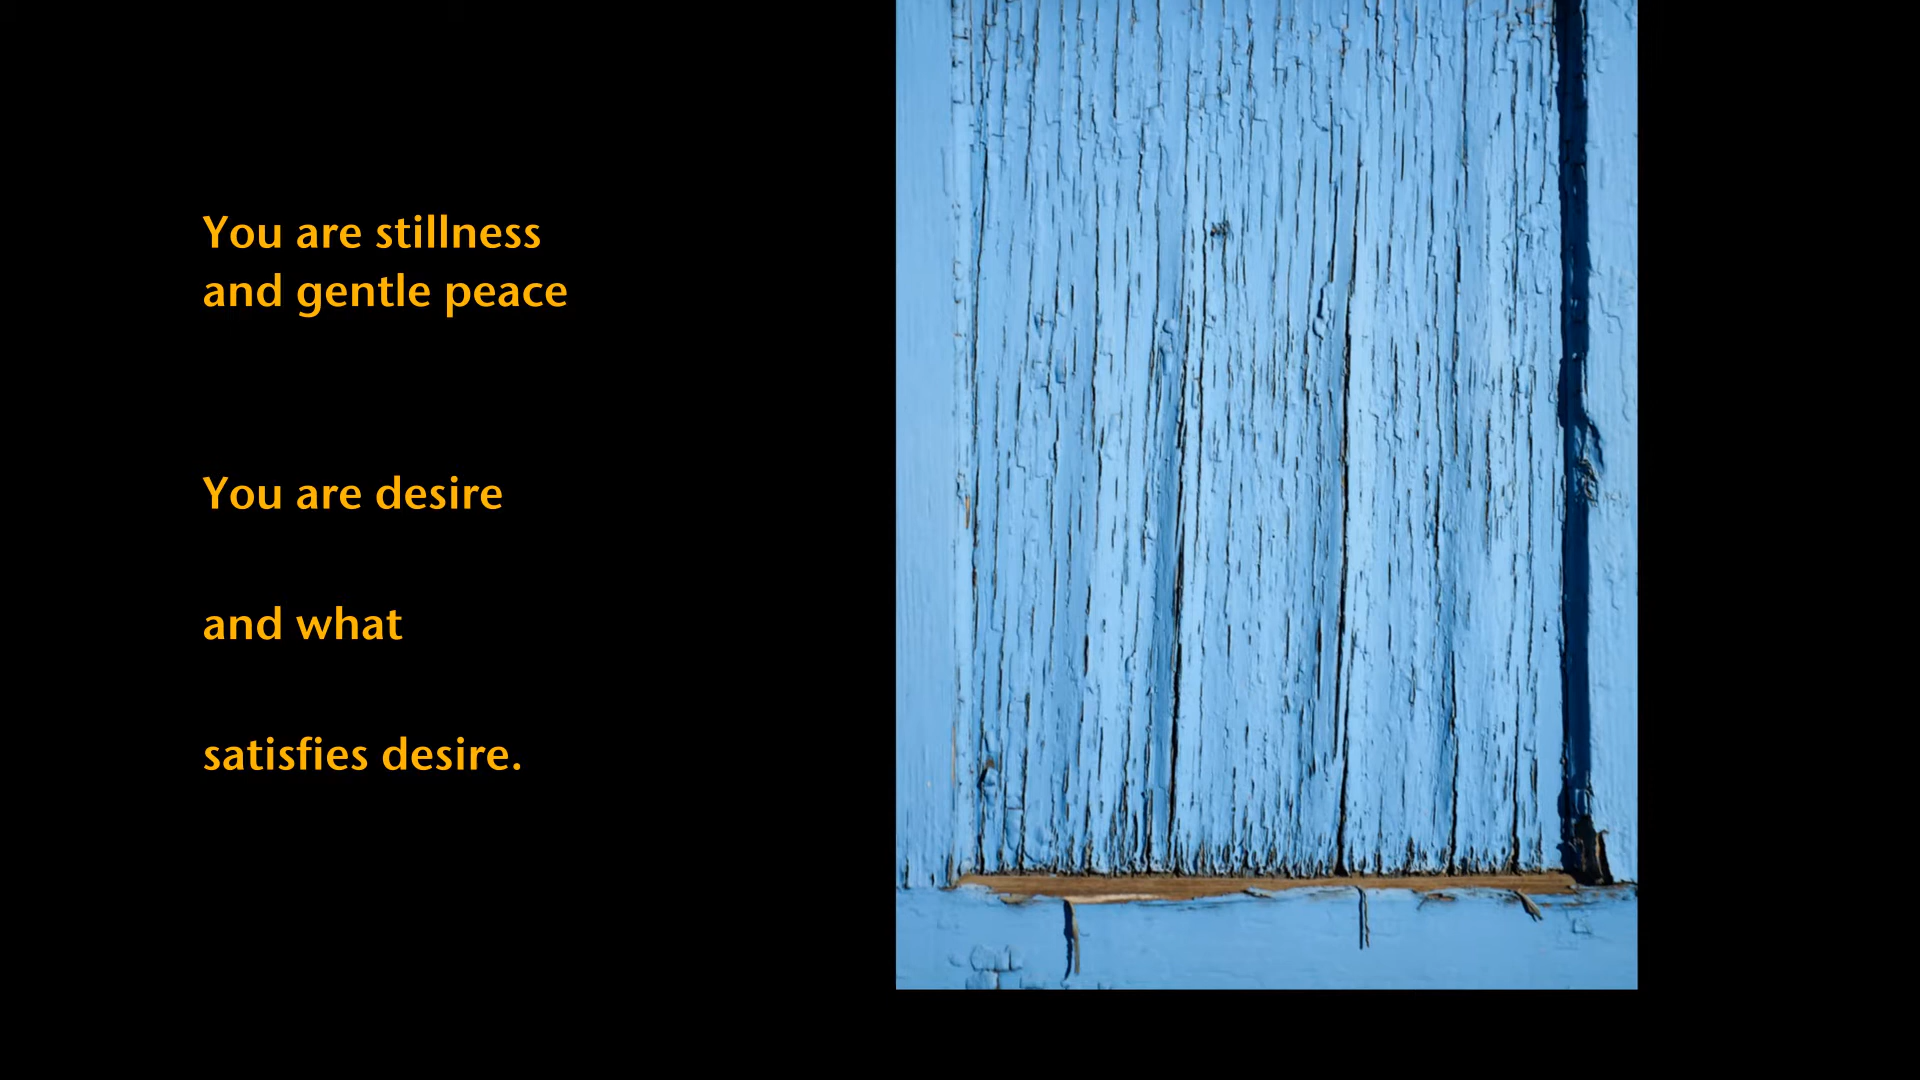 You are stillness
and gentle peace
You are desire
and what
satisfies desire.